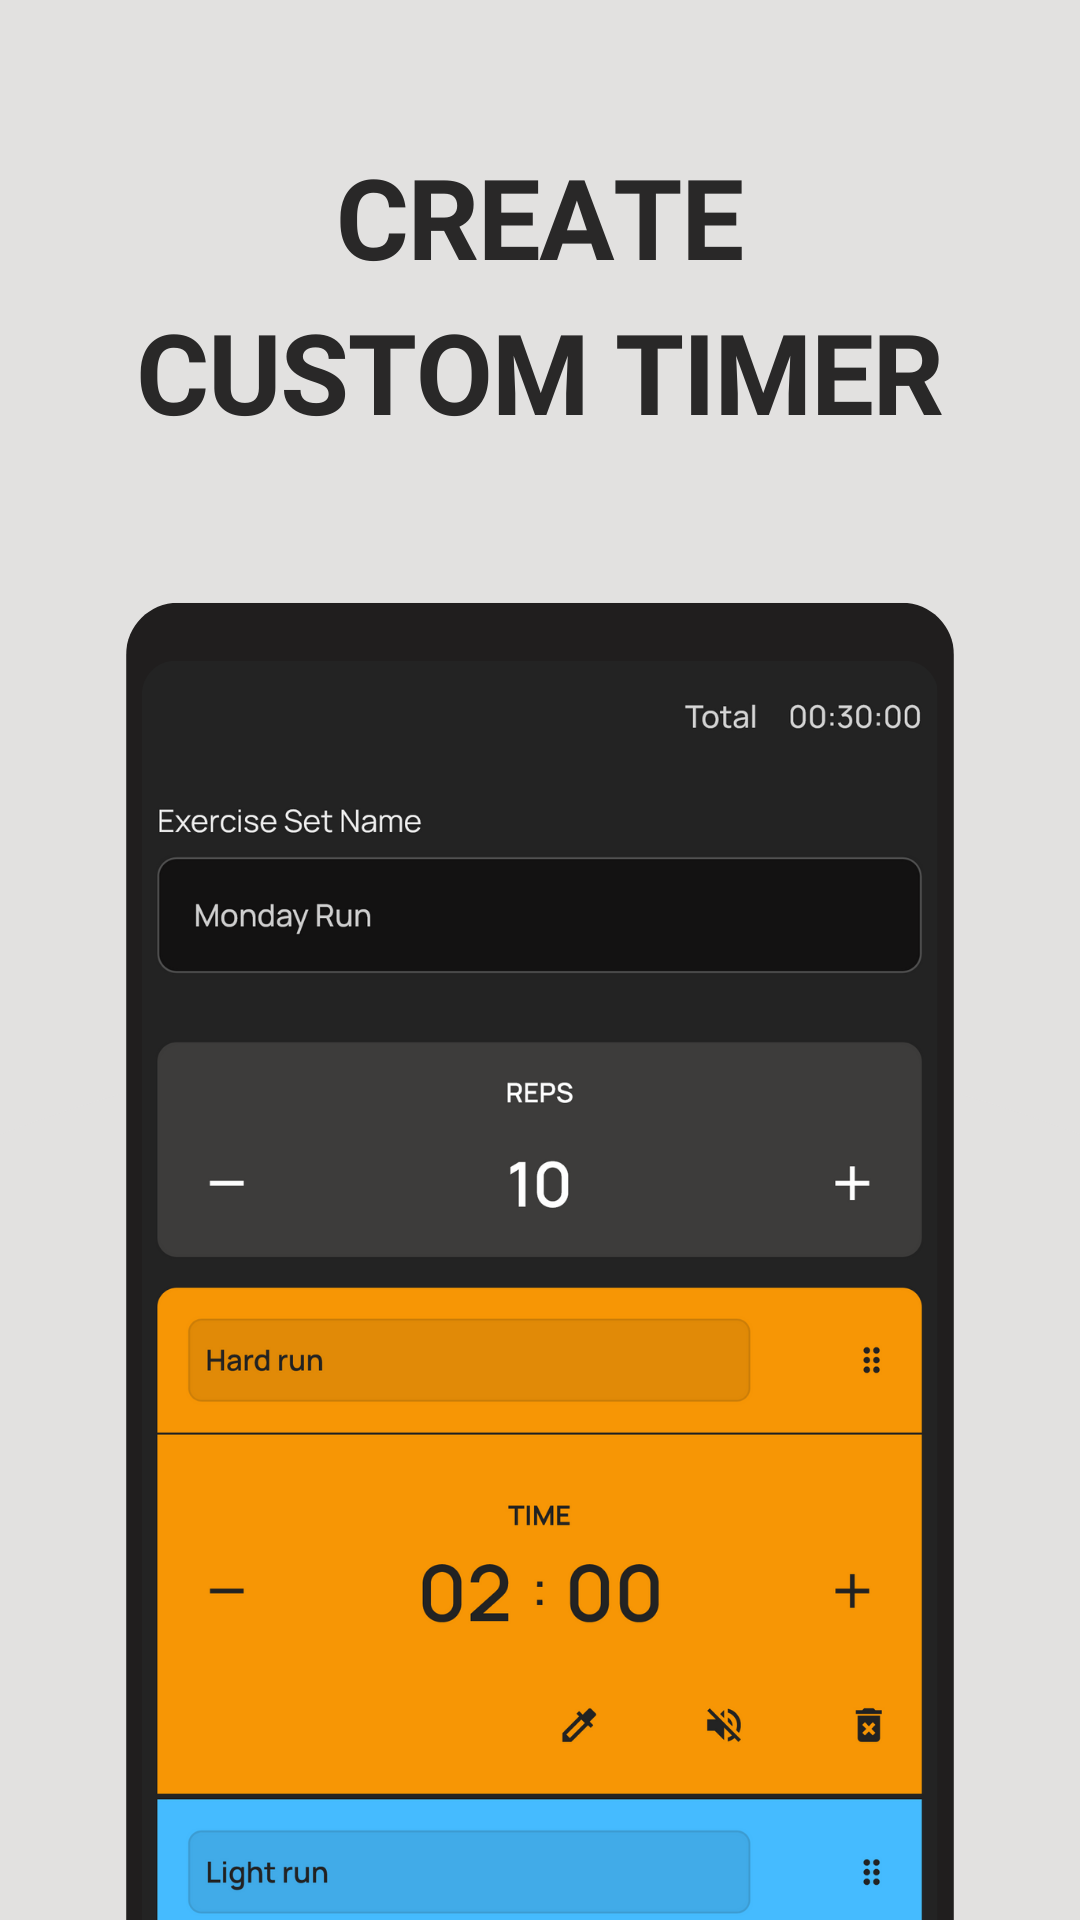 CREATE
CUSTOM TIMER
Total 00:30:00
Exercise Set Name
Monday Run
REPS
— 10 +
Hard run
TIME
— 02 : 00 +
Light run